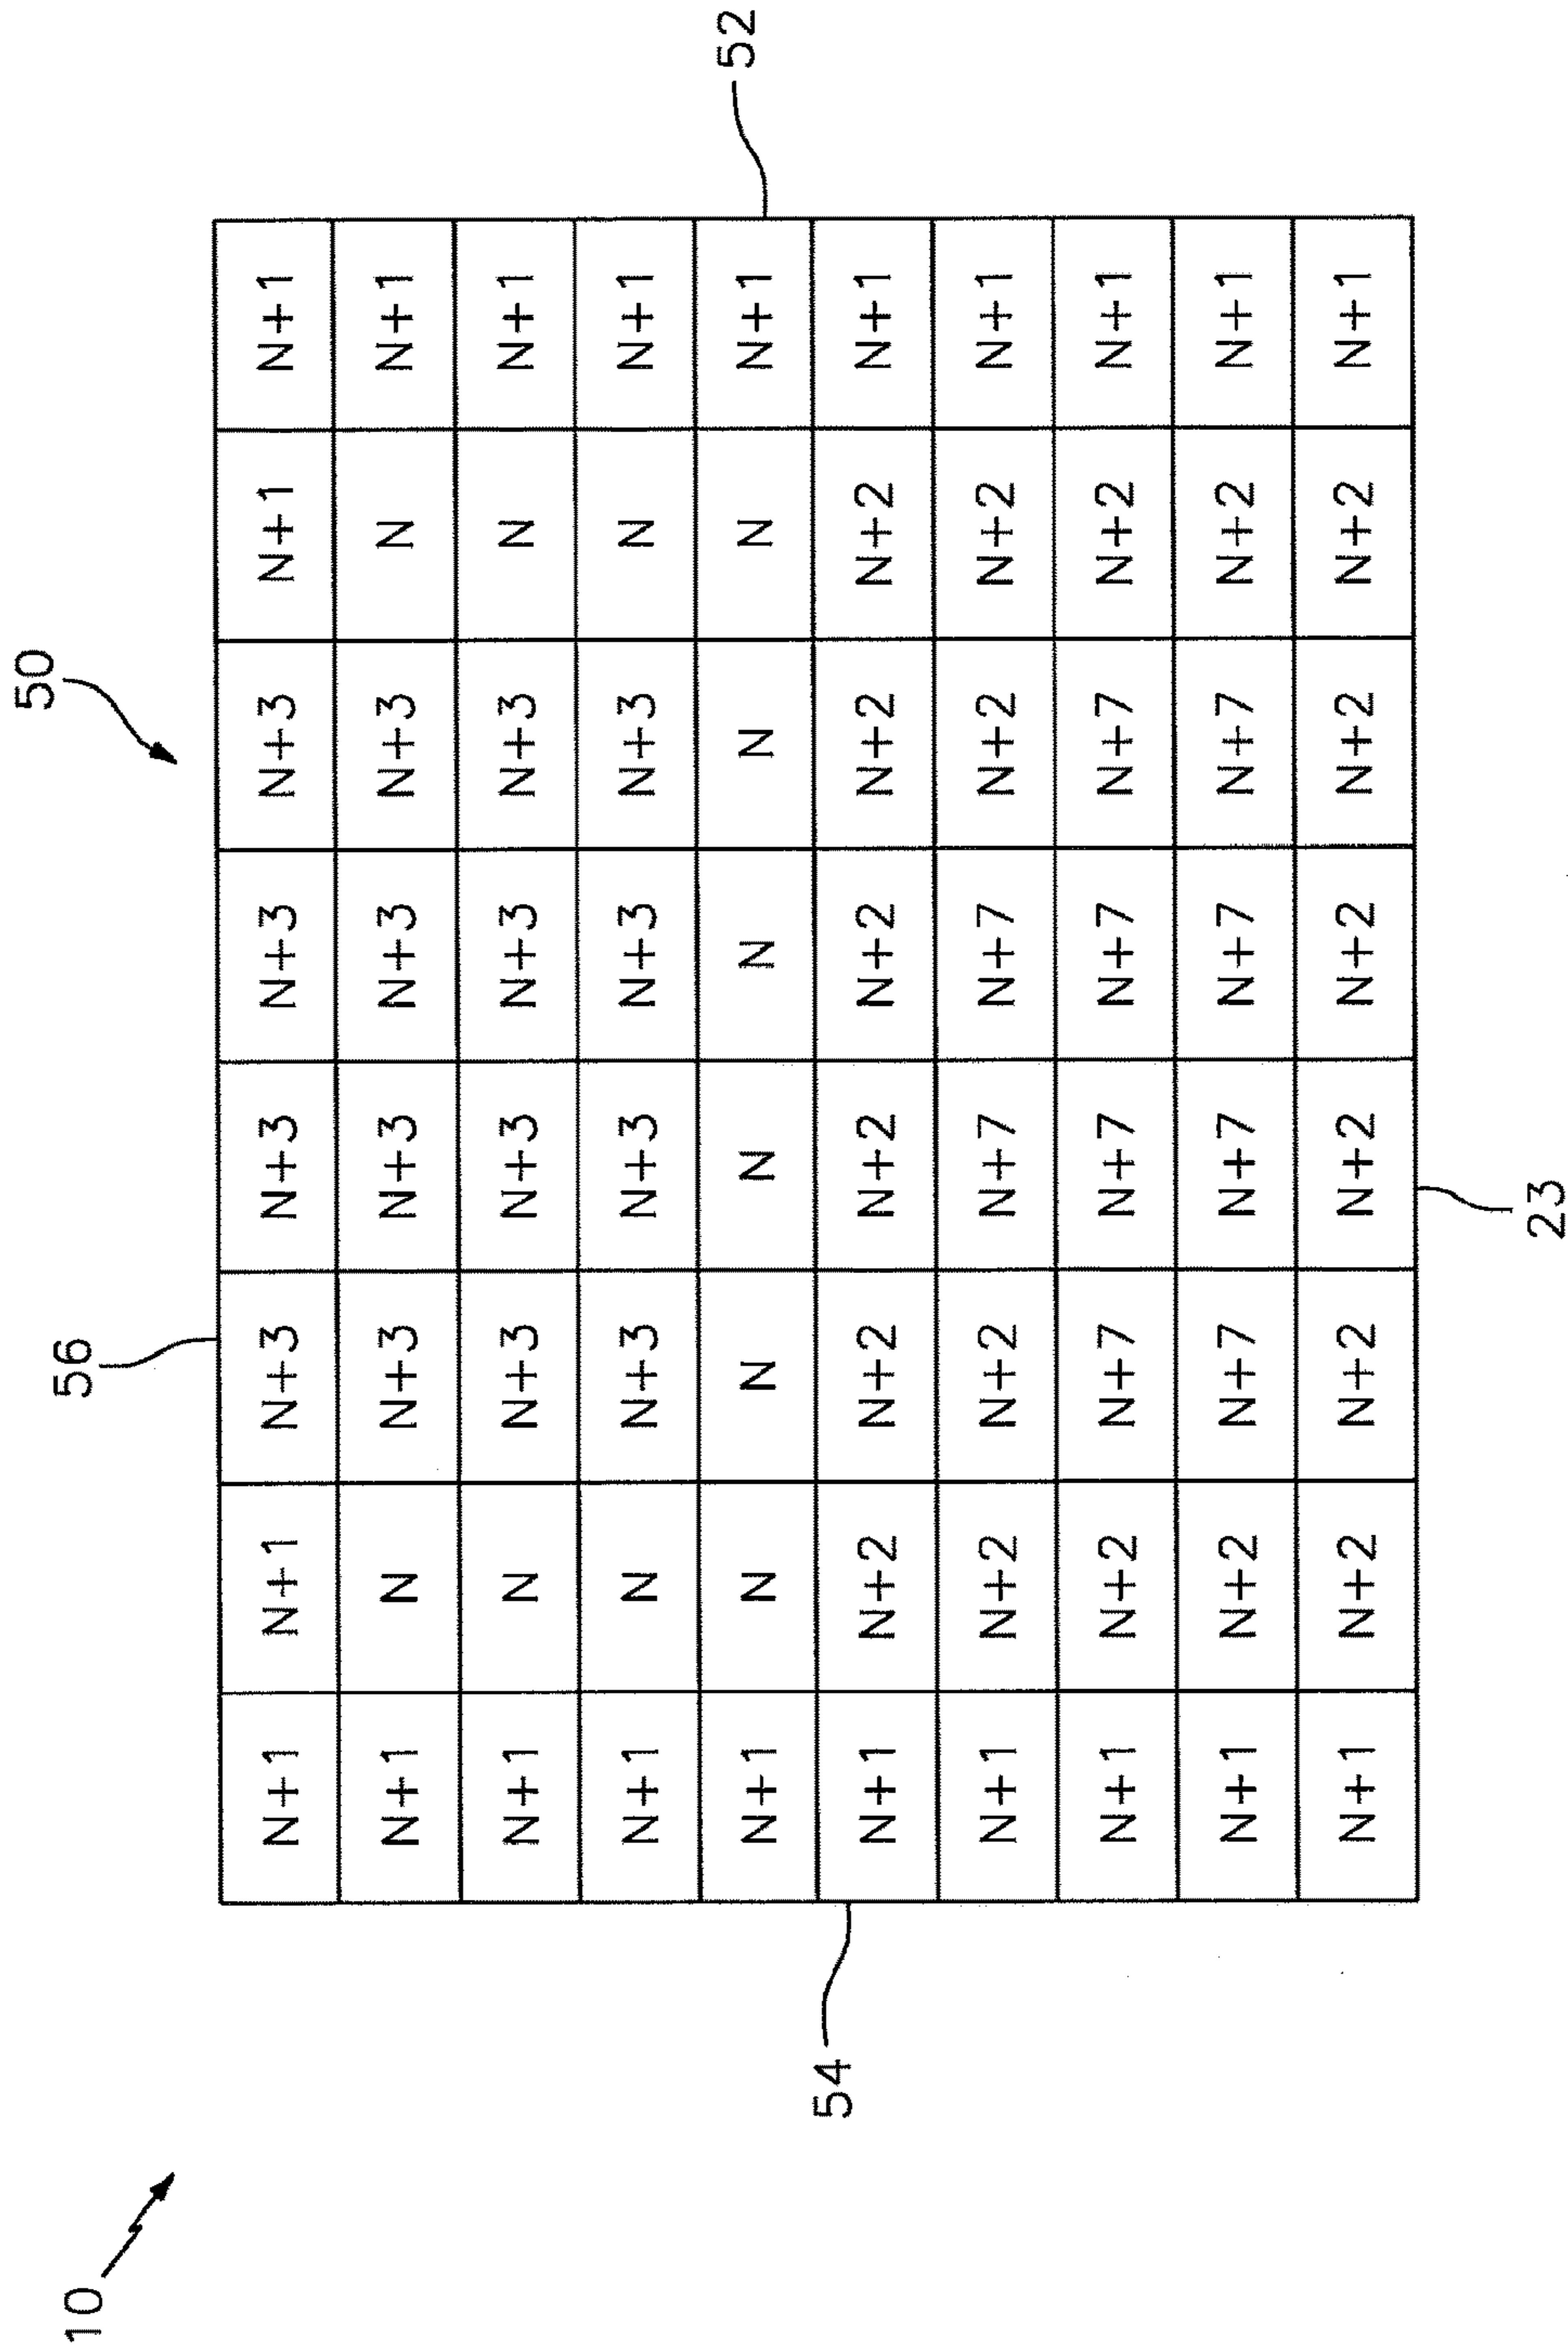 50
56
10
N+1 N+1 N+3 N+3 N+3 N+3 N+1 N+1
N+1 N N+3 N+3 N+3 N+3 N N+1
N+1 N N+3 N+3 N+3 N+3 N N+1
N+1 N N+3 N+3 N+3 N+3 N N+1
52
N+1 N N N N N N N+1
54
N+1 N+2 N+2 N+2 N+2 N+2 N+2 N+1
N+1 N+2 N+2 N+7 N+7 N+2 N+2 N+1
N+1 N+2 N+7 N+7 N+7 N+7 N+2 N+1
N+1 N+2 N+7 N+7 N+7 N+7 N+2 N+1
N+1 N+2 N+2 N+2 N+2 N+2 N+2 N+1
23